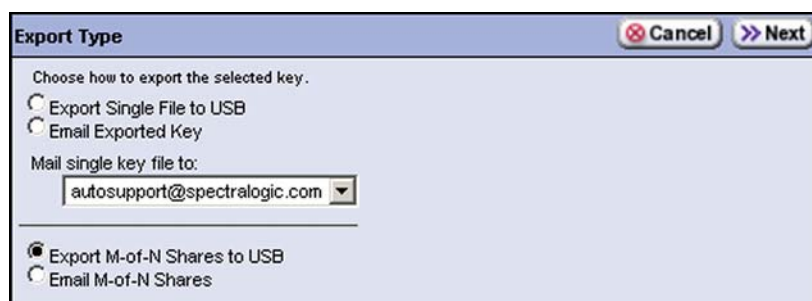 Export Type
Cancel
Next
Choose how to export the selected key.
Export Single File to USB
Email Exported Key
Mail single key file to:
autosupport@spectralogic.com
Export M-of-N Shares to USB
Email M-of-N Shares